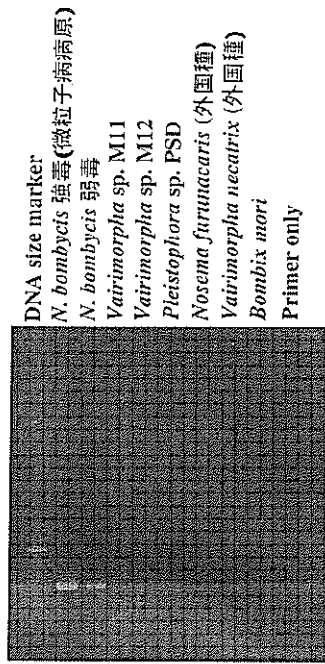 DNA size marker
N. bombycis 強毒(微粒子病病原)
N. bombycis 弱毒
Vairimorpha sp. M11
Vairimorpha sp. M12
Pleistophora sp. PSD
Nosema furunacaris (外国種)
Vairimorpha necatrix (外国種)
Bombix mori
Primer only